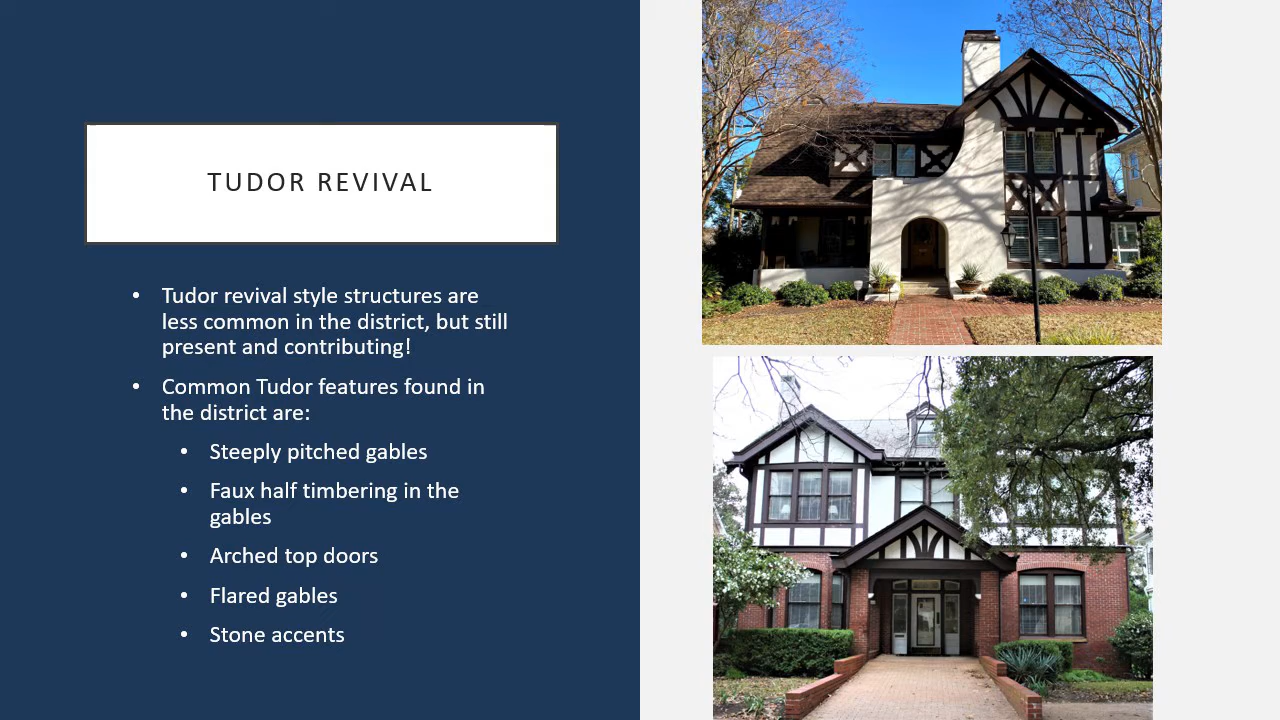 TUDOR REVIVAL
• Tudor revival style structures are
less common in the district, but still
present and contributing!
• Common Tudor features found in
the district are:
• Steeply pitched gables
• Faux half timbering in the
gables
• Arched top doors
• Flared gables
• Stone accents